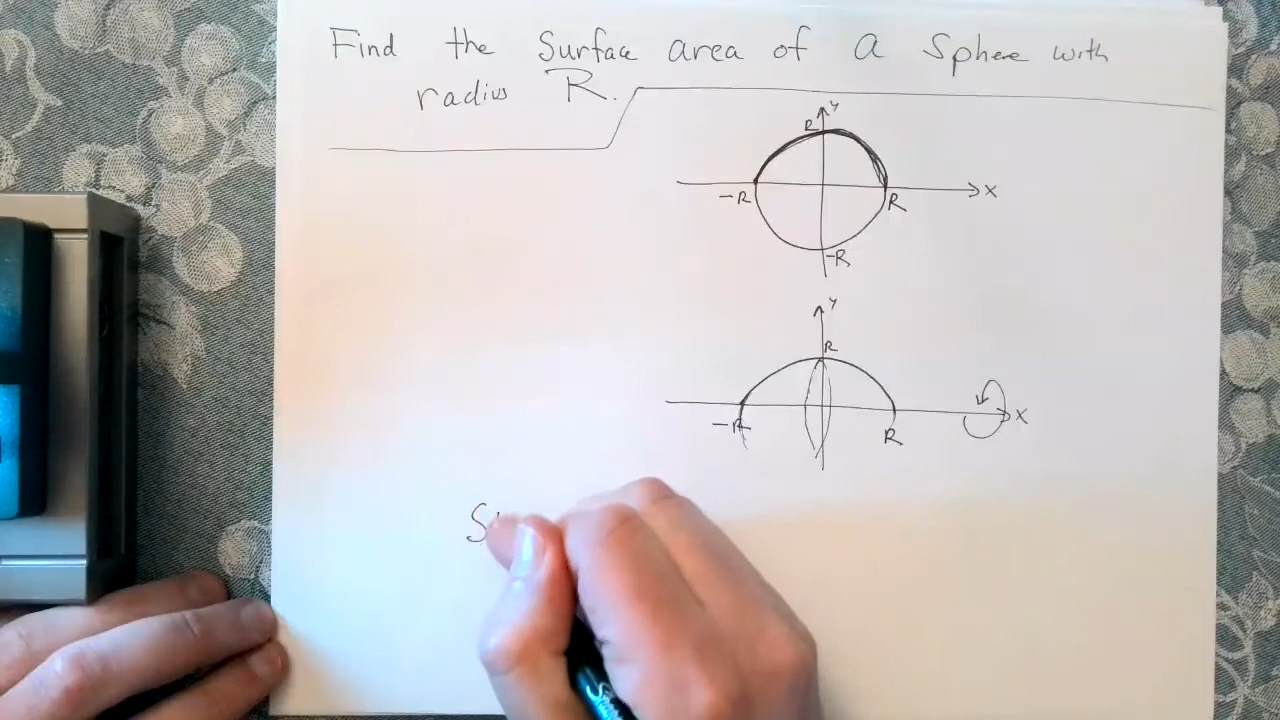 Find the Surface area of a Sphere with
radius R.
y
R
-R
R
x
-R
y
R
-R
R
x